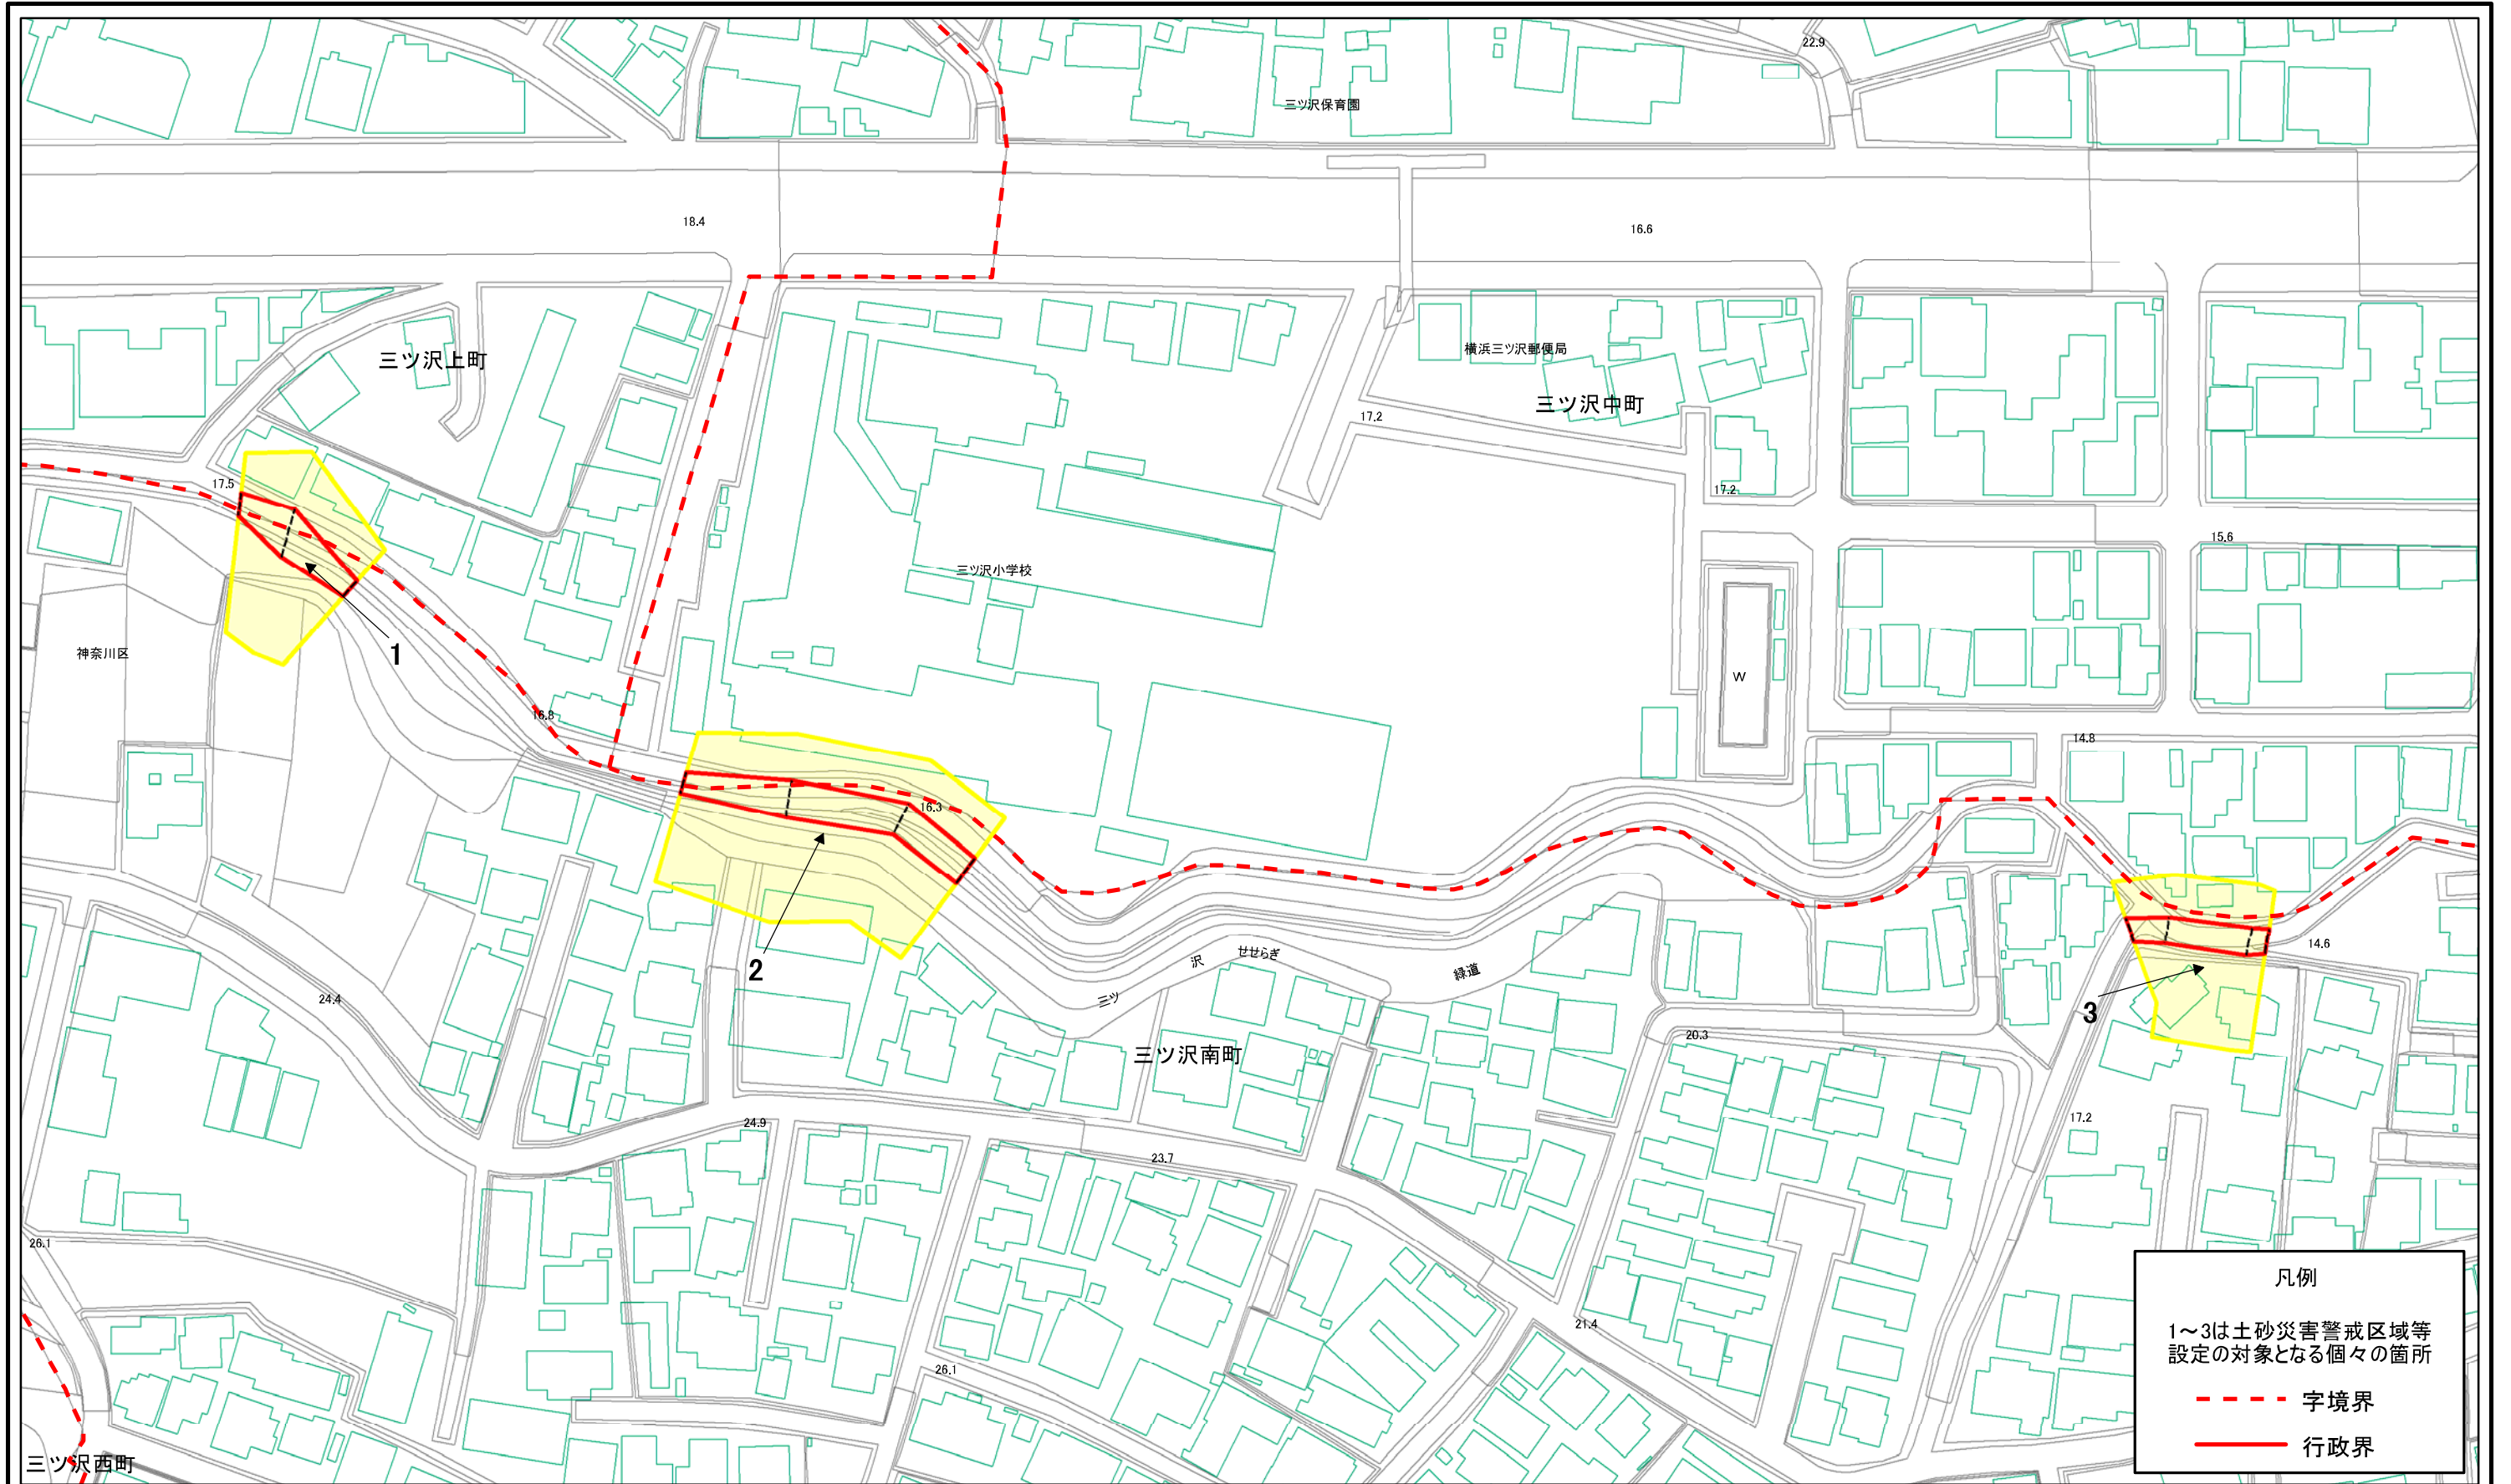 22.9
三ツ沢保育園
18.4
16.6
横浜三ツ沢郵便局
三ツ沢上町
三ツ沢中町
17.2
17.5
17.2
15.6
三ツ沢小学校
神奈川区
1
W
16.8
14.8
16.3
14.6
2
三ツ 沢 せせらぎ 緑道
3
24.4
20.3
三ツ沢南町
17.2
24.9
23.7
26.1
21.4
26.1
三ツ沢西町
凡例
1~3は土砂災害警戒区域等
設定の対象となる個々の箇所
字境界
行政界